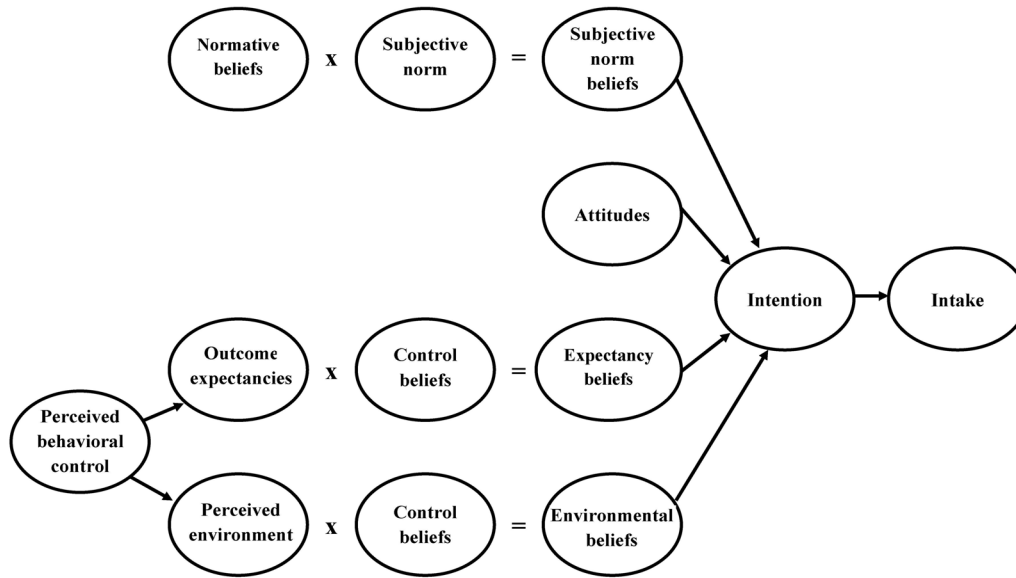 Normative
beliefs
x
Subjective
norm
=
Subjective
norm
beliefs
Attitudes
Intention
Intake
Outcome
expectancies
x
Control
beliefs
=
Expectancy
beliefs
Perceived
behavioral
control
Perceived
environment
x
Control
beliefs
=
Environmental
beliefs